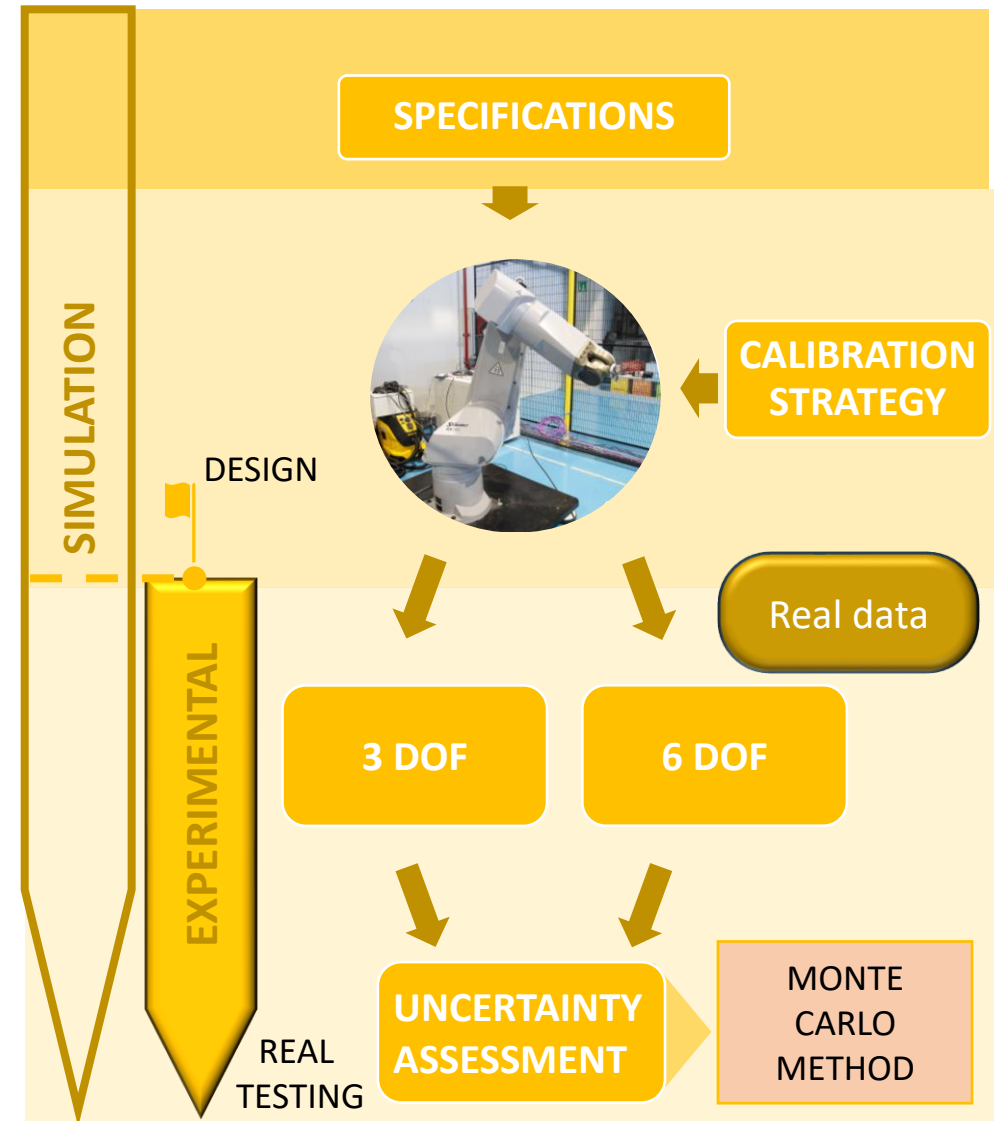 SPECIFICATIONS
CALIBRATION
STRATEGY
SIMULATION
DESIGN
Real data
EXPERIMENTAL
3 DOF
6 DOF
UNCERTAINTY
ASSESSMENT
MONTE
CARLO
METHOD
REAL
TESTING